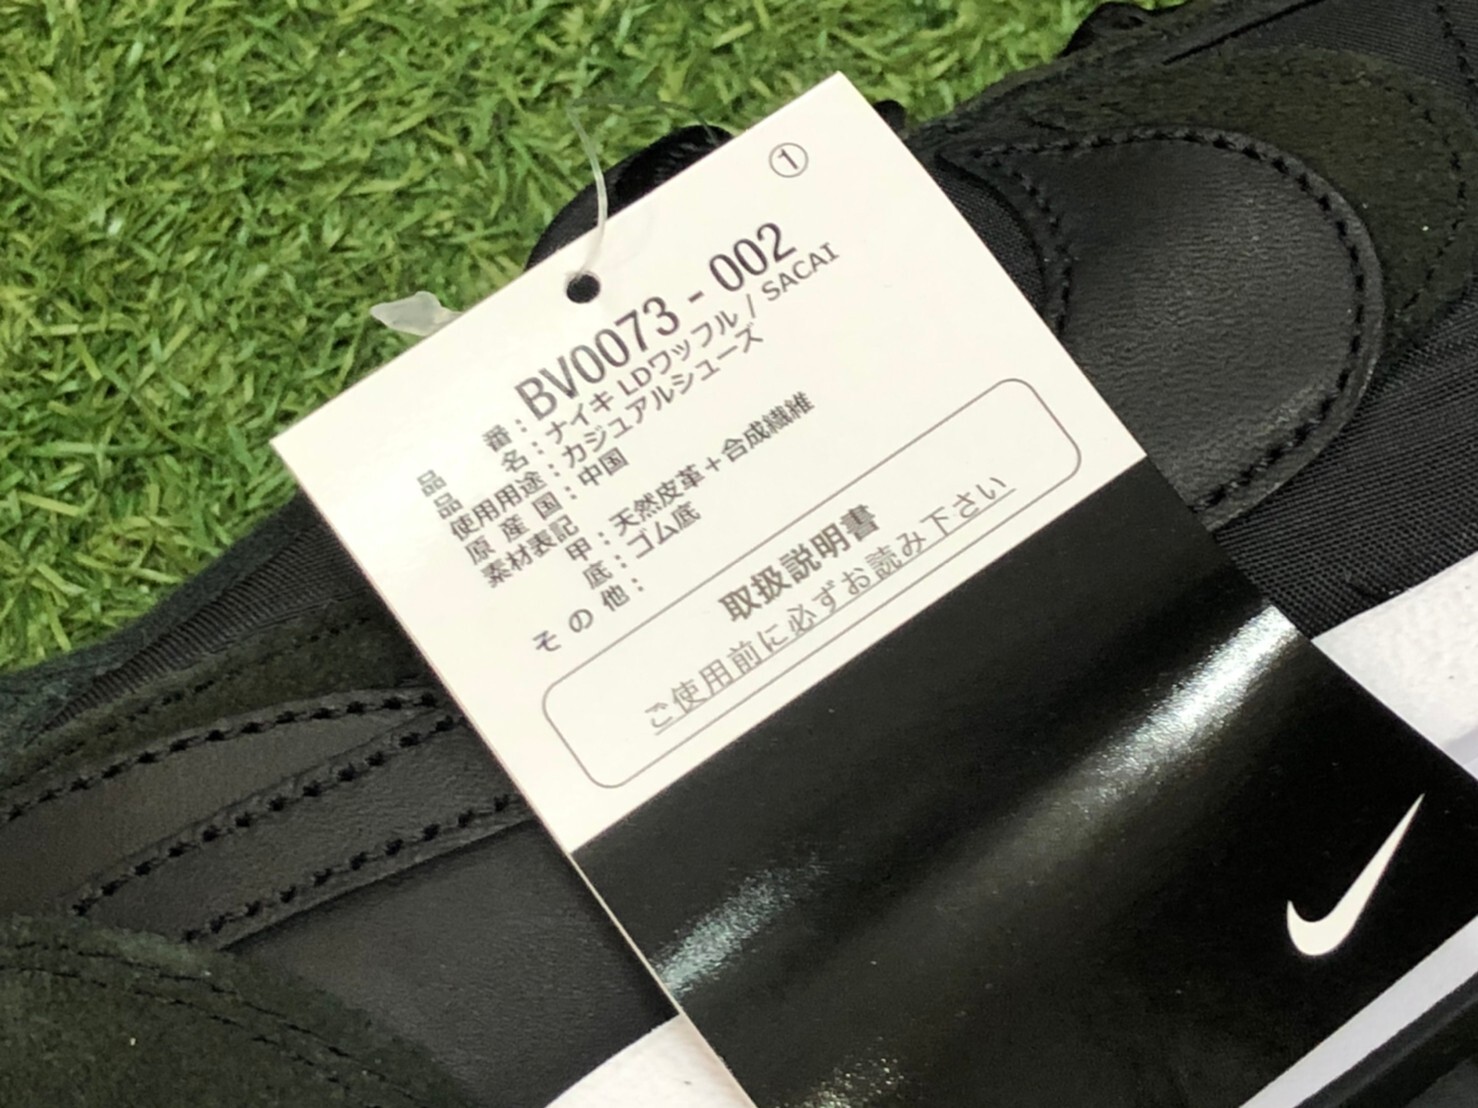 ①
品番：BV0073-002
品名：ナイキ LDワッフル / SACAI
使用用途：カジュアルシューズ
原産国：中国
素材表記 甲：天然皮革＋合成繊維
底：ゴム底
その他：
取扱説明書
ご使用前に必ずお読み下さい